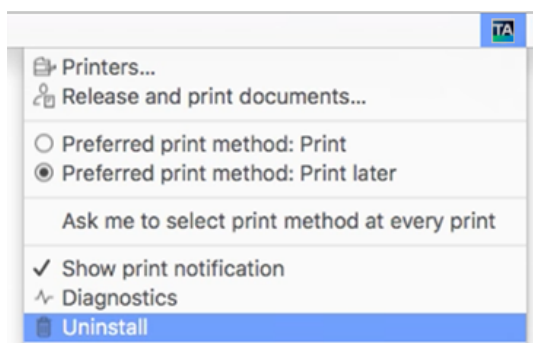 TA
Printers...
Release and print documents...
Preferred print method: Print
Preferred print method: Print later
Ask me to select print method at every print
Show print notification
Diagnostics
Uninstall